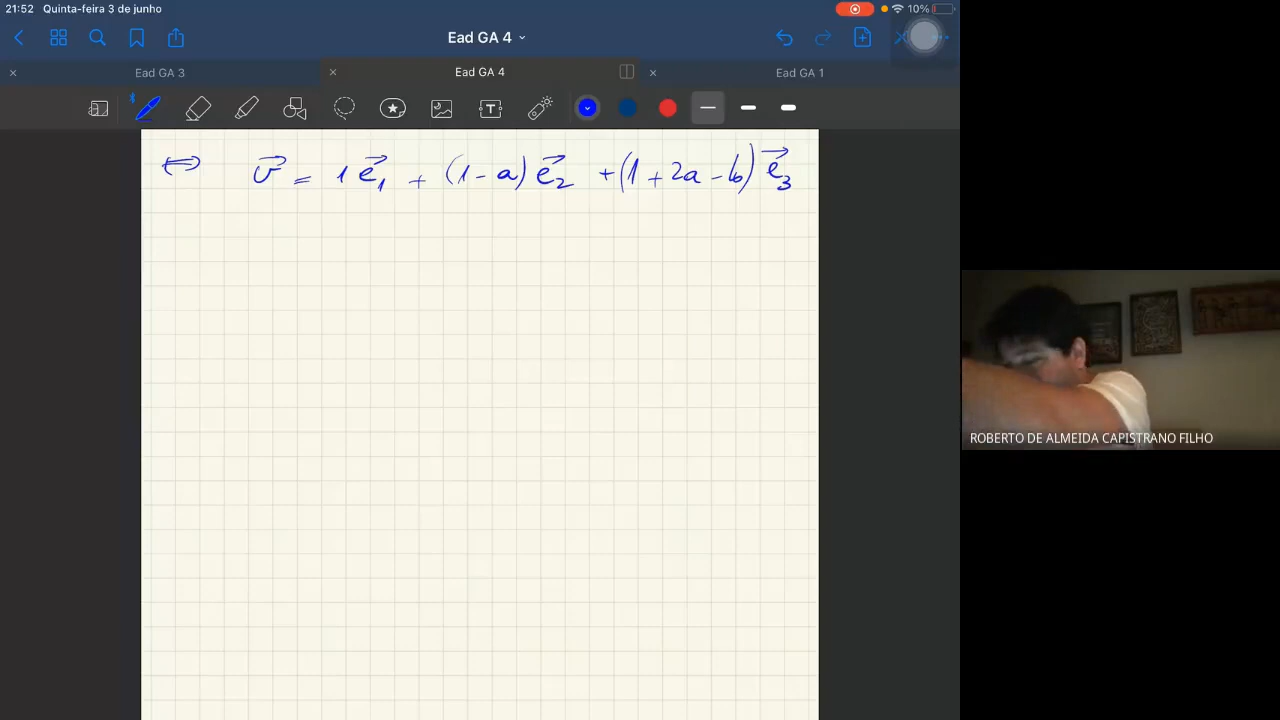 21:52 Quinta-feira 3 de junho 10%
Ead GA 4
Ead GA 3 Ead GA 4 Ead GA 1
T
⟺ v⃗ = 1 e⃗₁ + (1 - a) e⃗₂ + (1 + 2a - b) e⃗₃
ROBERTO DE ALMEIDA CAPISTRANO FILHO